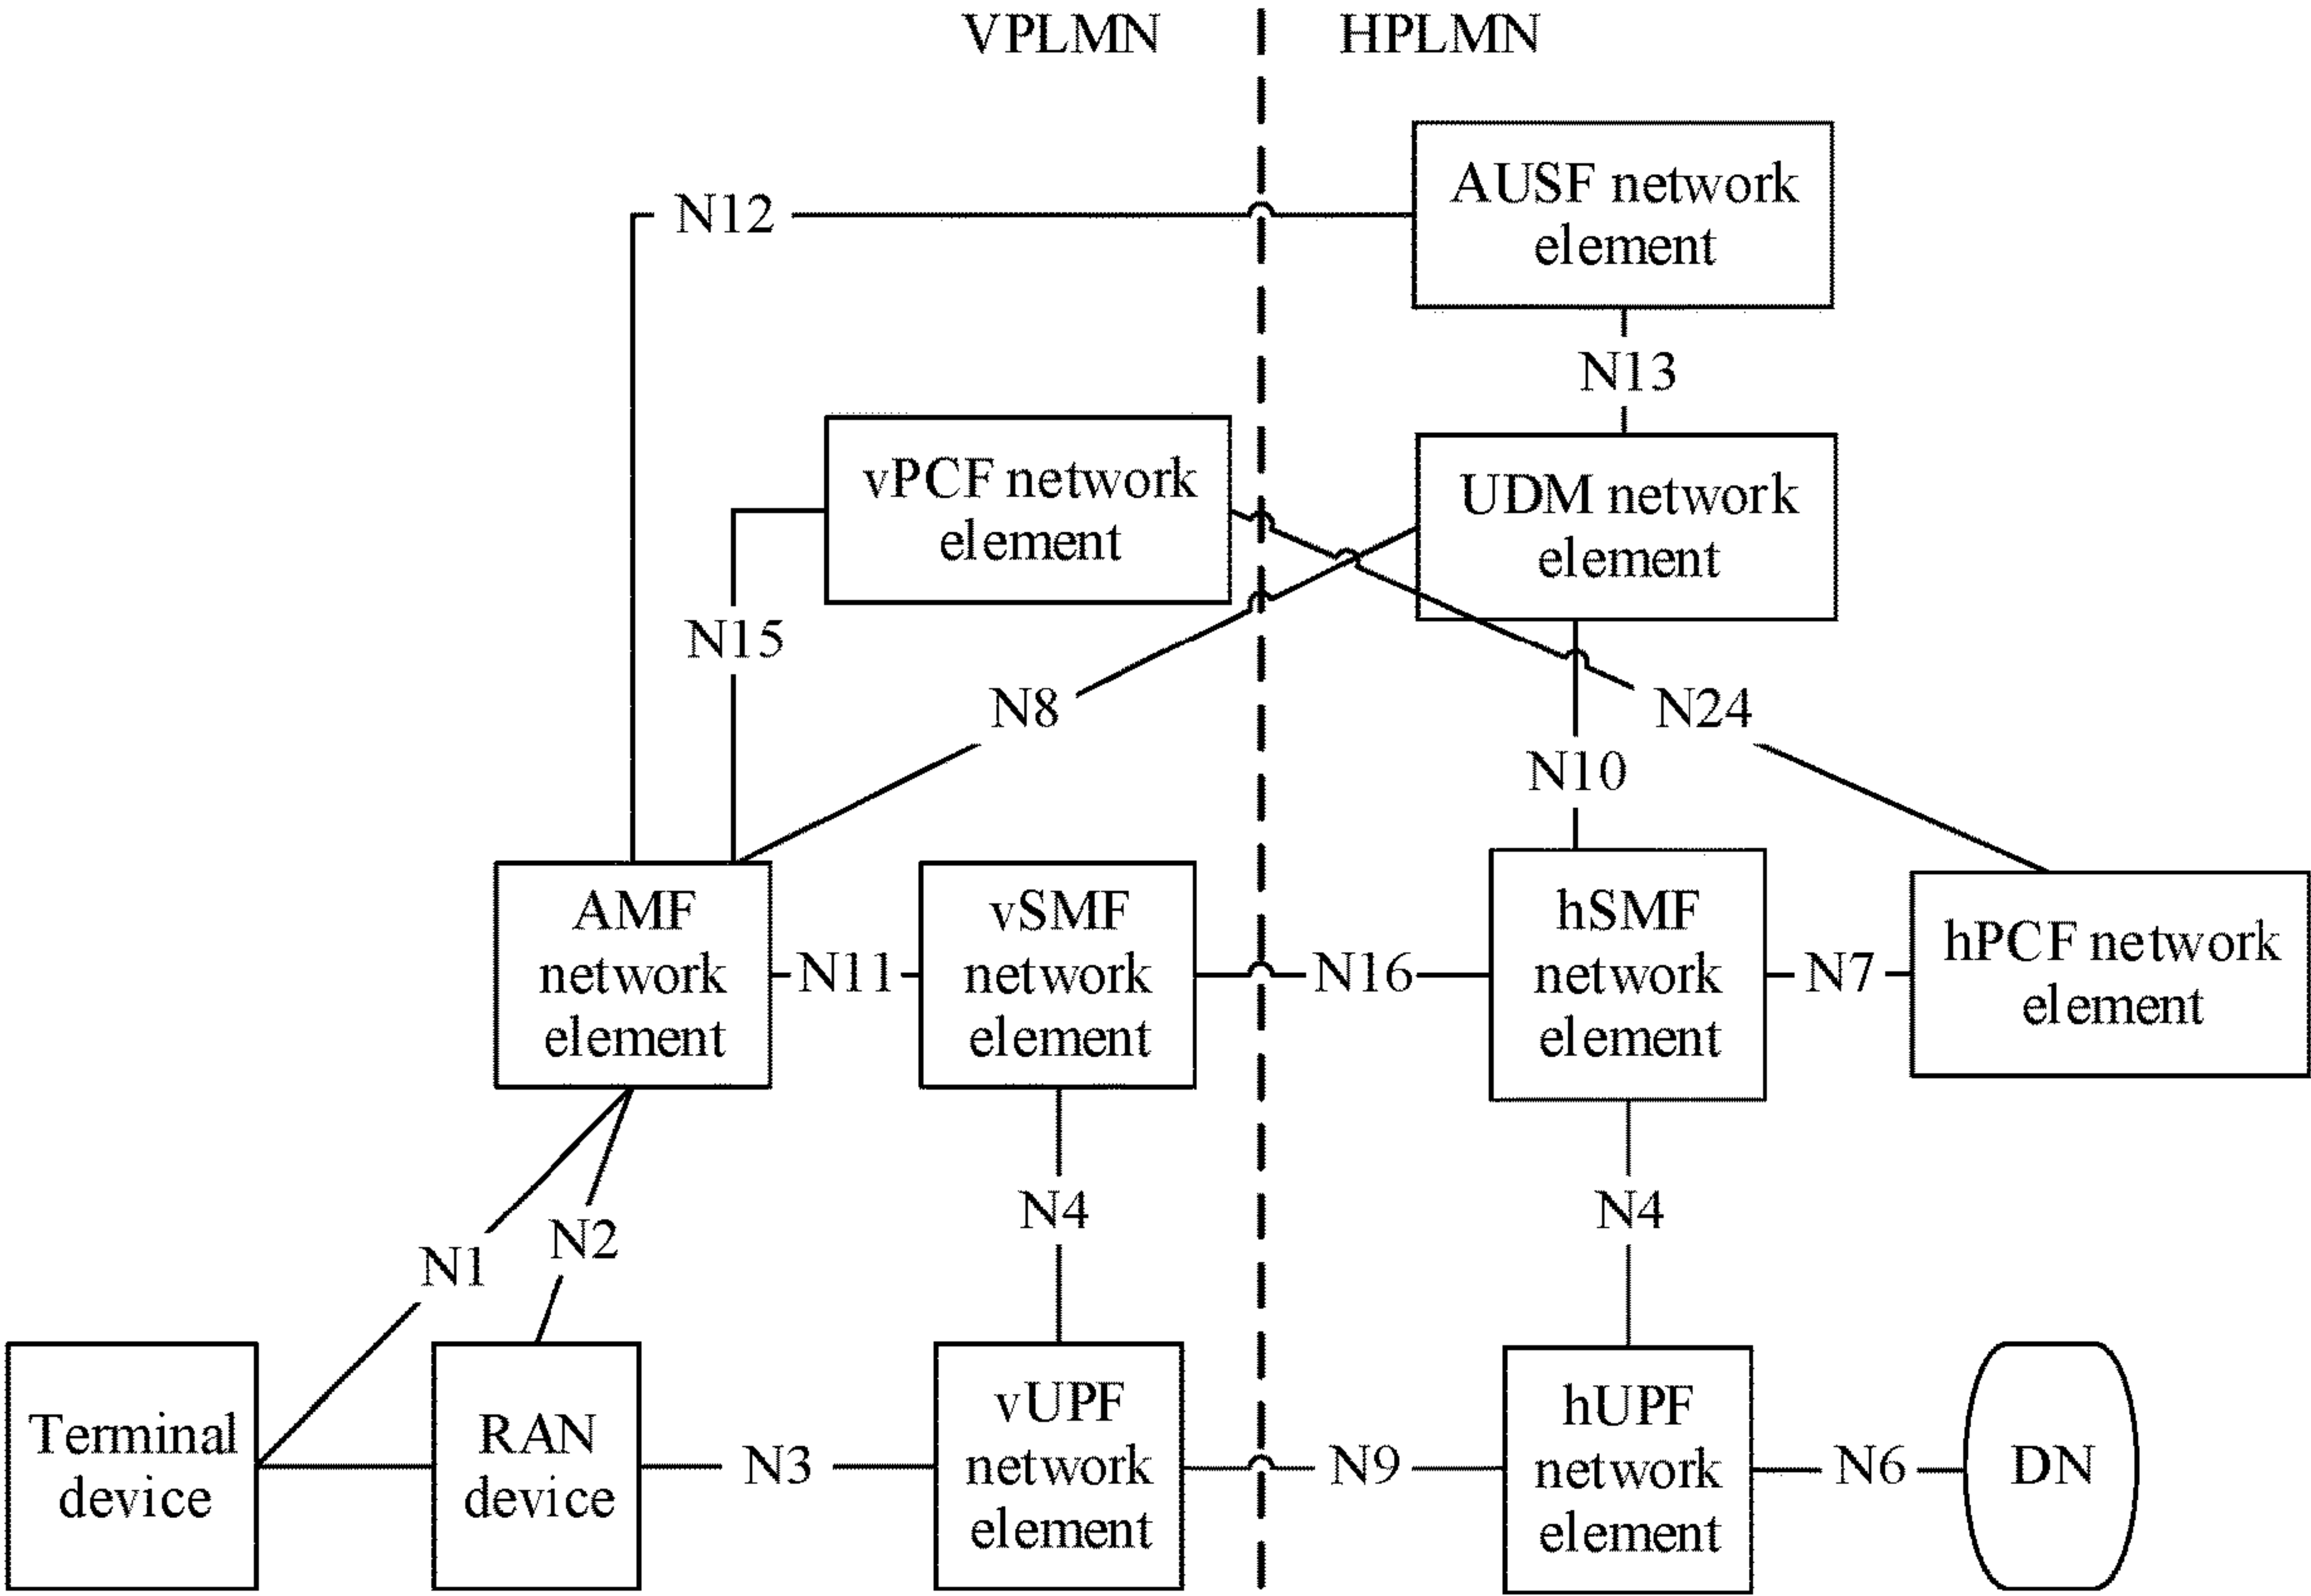 VPLMN
HPLMN
AUSF network
element
N12
N13
vPCF network
element
UDM network
element
N15
N8
N24
N10
AMF
network
element
N11
vSMF
network
element
N16
hSMF
network
element
N7
hPCF network
element
N1
N2
N4
N4
Terminal
device
RAN
device
N3
vUPF
network
element
N9
hUPF
network
element
N6
DN